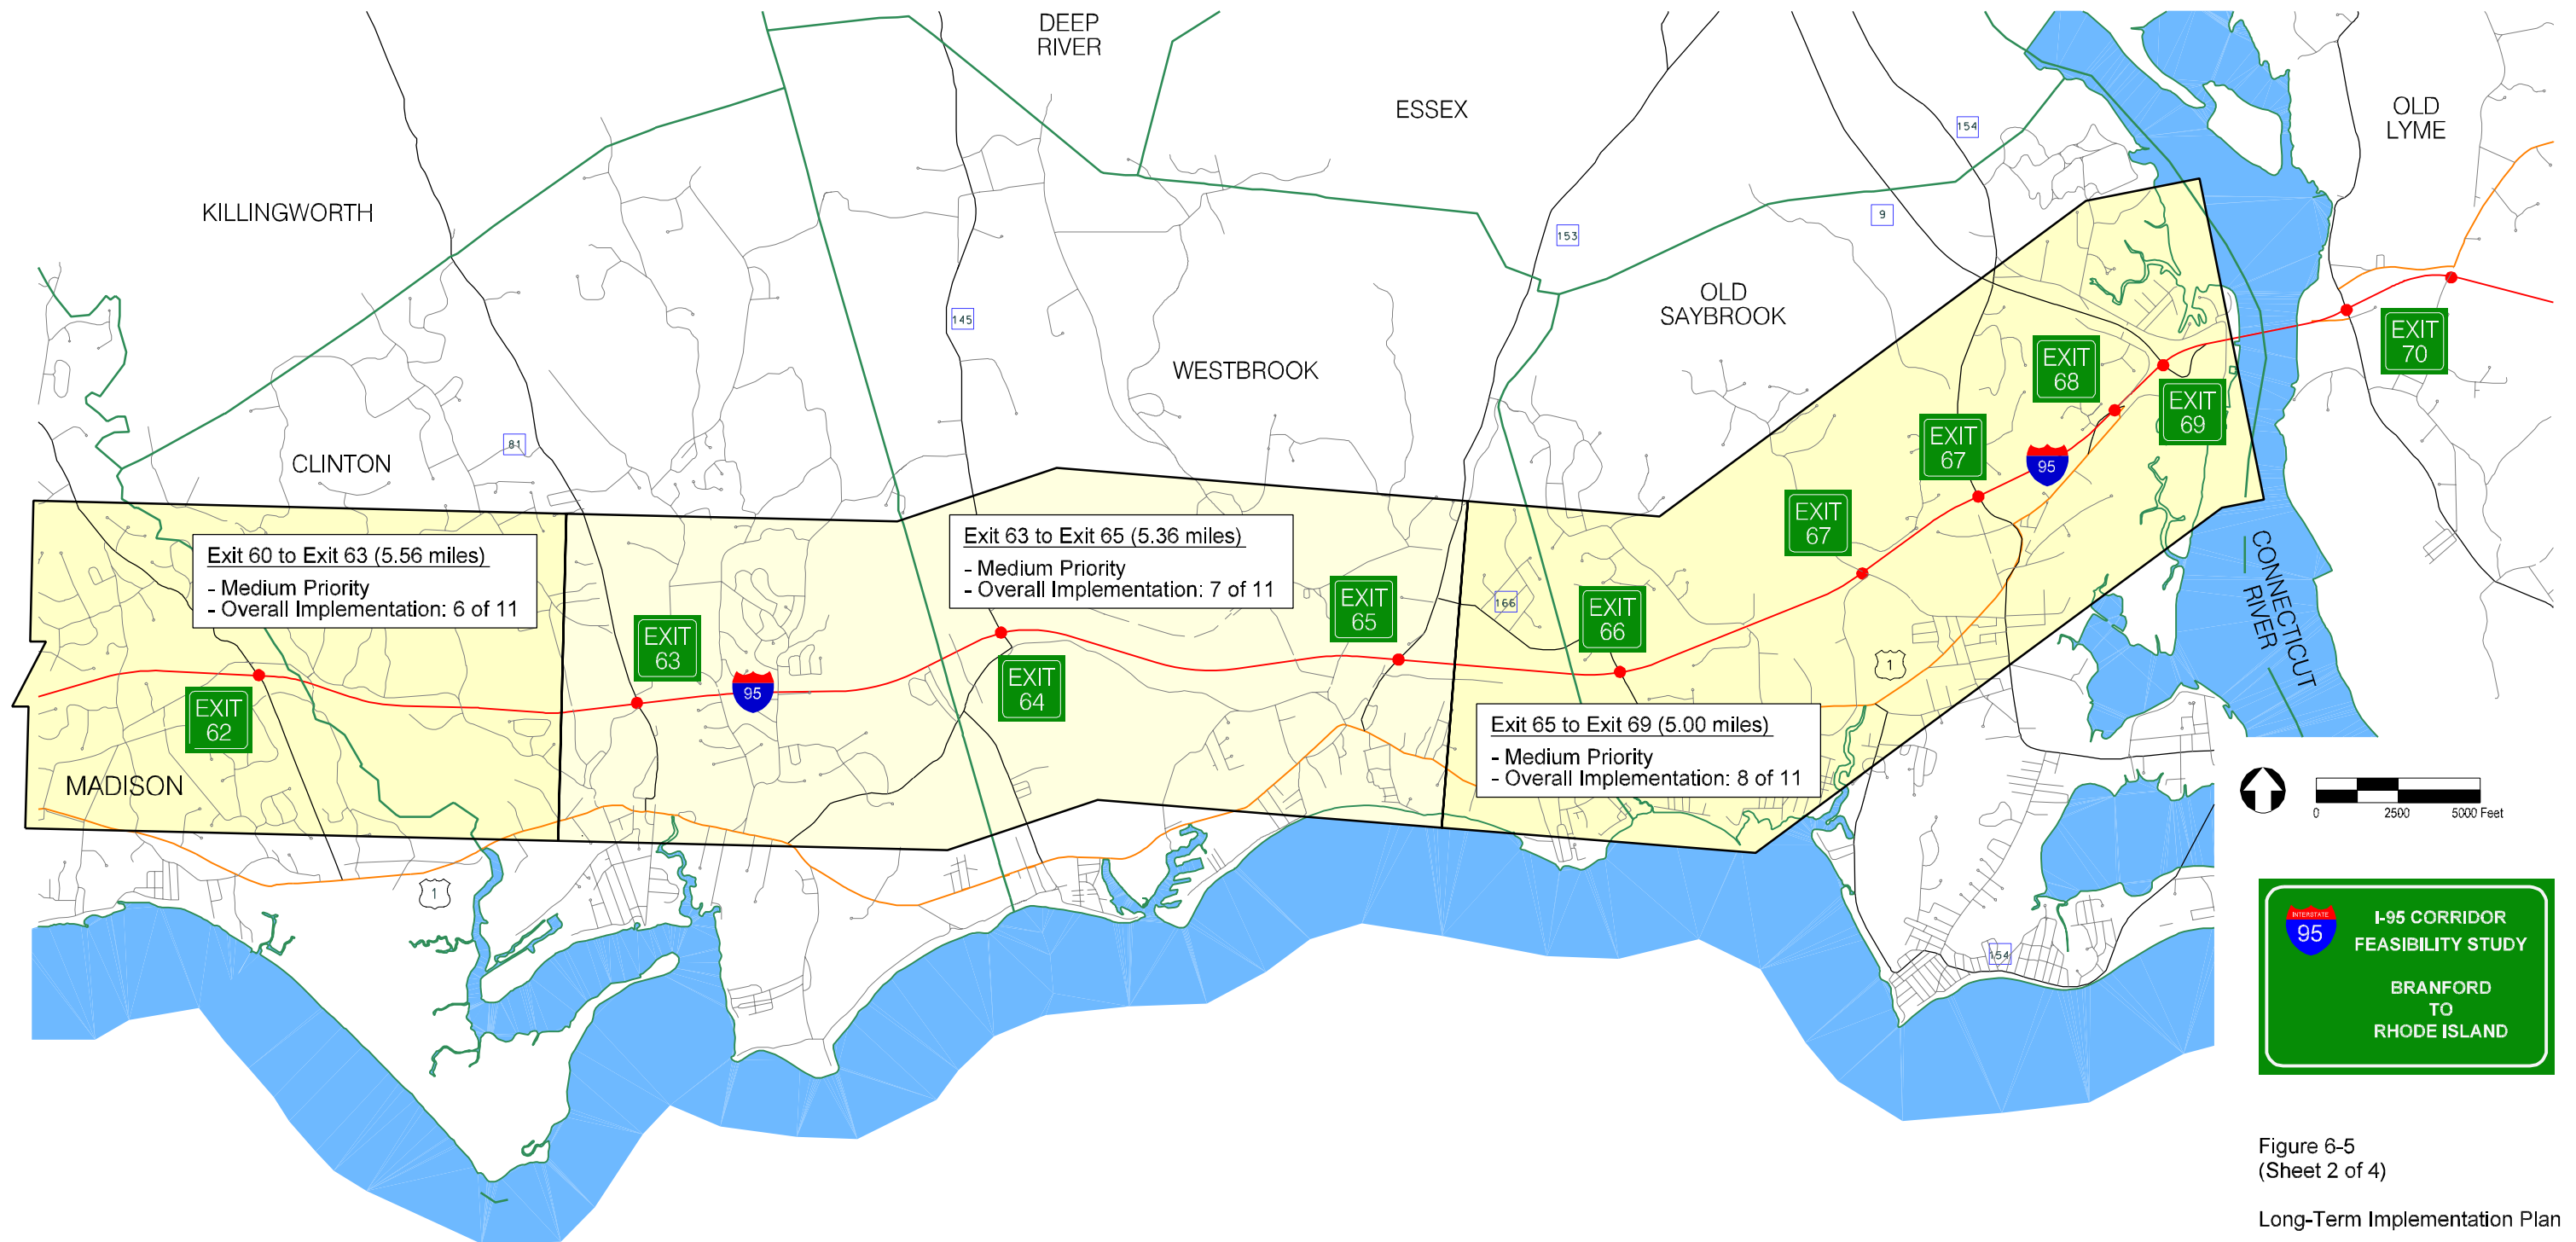 DEEP
RIVER
ESSEX
OLD
LYME
154
KILLINGWORTH
9
153
OLD
SAYBROOK
145
WESTBROOK
EXIT
70
EXIT
68
EXIT
69
81
CLINTON
EXIT
67
95
EXIT
67
Exit 60 to Exit 63 (5.56 miles)
- Medium Priority
- Overall Implementation: 6 of 11
Exit 63 to Exit 65 (5.36 miles)
- Medium Priority
- Overall Implementation: 7 of 11
CONNECTICUT
RIVER
166
EXIT
65
EXIT
66
EXIT
63
1
EXIT
64
95
EXIT
62
Exit 65 to Exit 69 (5.00 miles)
- Medium Priority
- Overall Implementation: 8 of 11
MADISON
0 2500 5000 Feet
1
154
INTERSTATE
95
I-95 CORRIDOR
FEASIBILITY STUDY
BRANFORD
TO
RHODE ISLAND
Figure 6-5
(Sheet 2 of 4)
Long-Term Implementation Plan